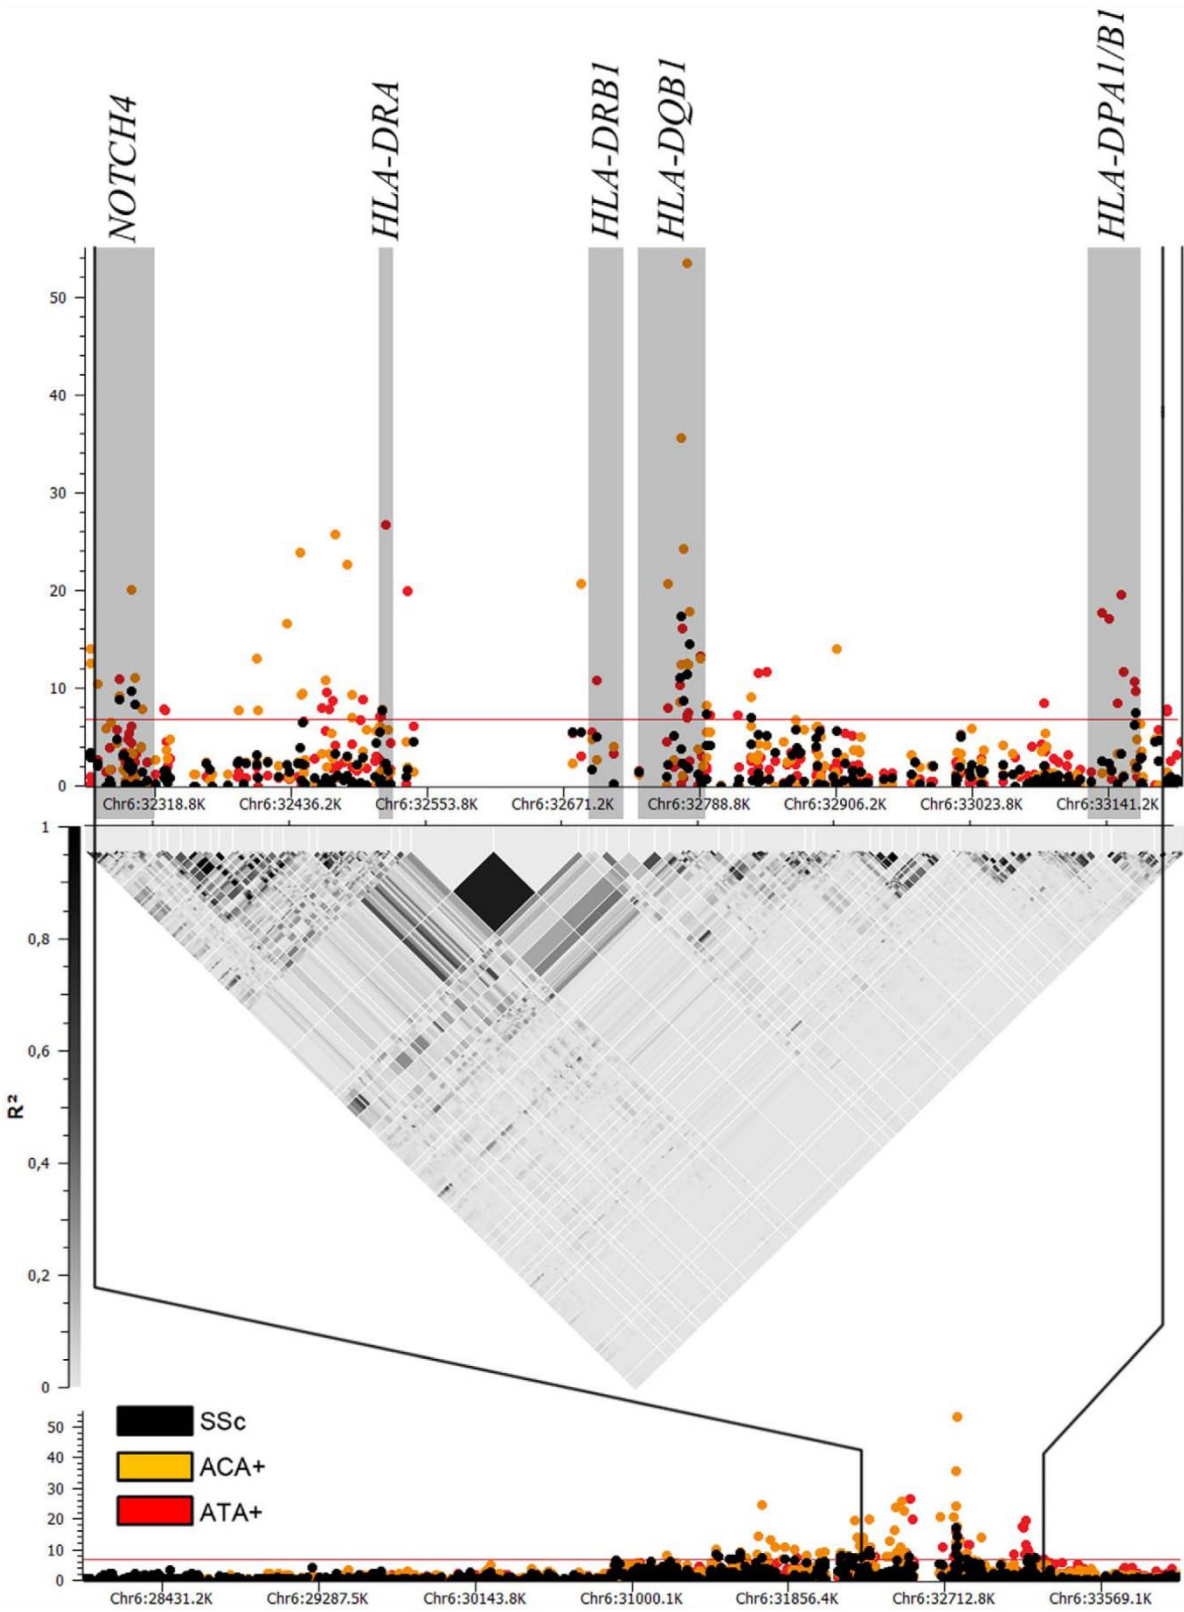 NOTCH4
HLA-DRA
HLA-DRB1
HLA-DQB1
HLA-DPA1/B1
50
40
30
20
10
0
Chr6:32318.8K Chr6:32436.2K Chr6:32553.8K Chr6:32671.2K Chr6:32788.8K Chr6:32906.2K Chr6:33023.8K Chr6:33141.2K
1
0,8
0,6
R²
0,4
0,2
0
SSc
ACA+
ATA+
50
40
30
20
10
0
Chr6:28431.2K Chr6:29287.5K Chr6:30143.8K Chr6:31000.1K Chr6:31856.4K Chr6:32712.8K Chr6:33569.1K